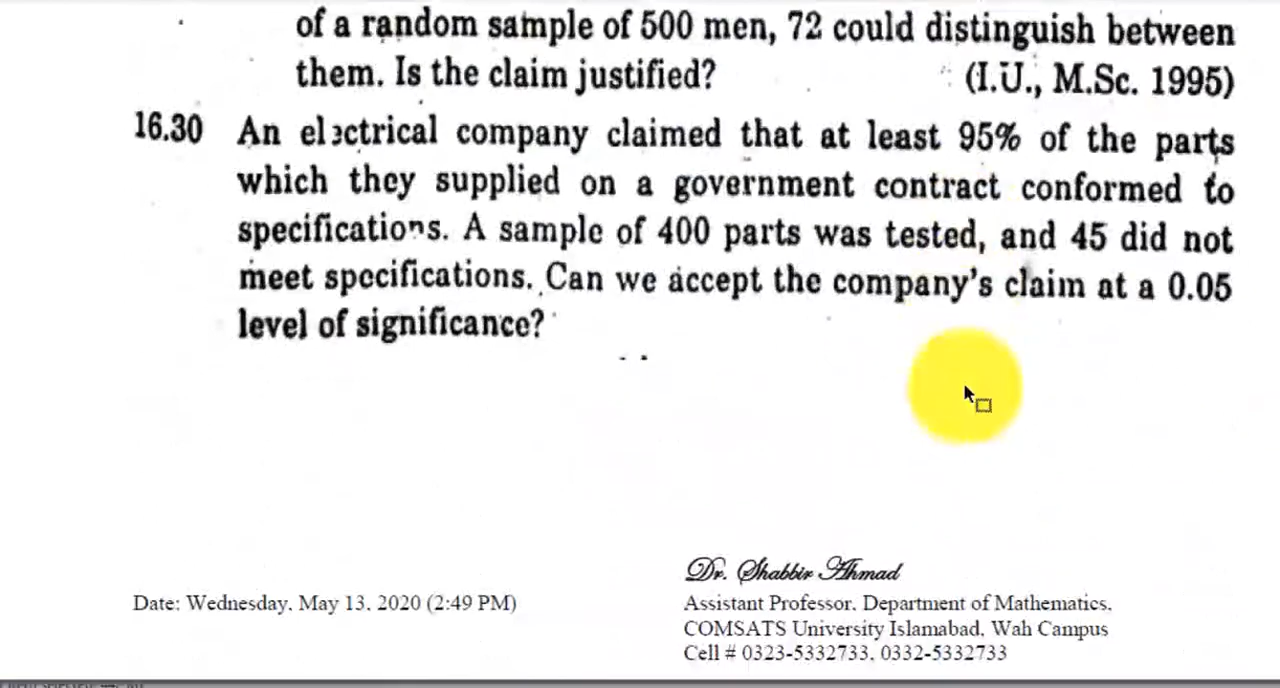 of a random sample of 500 men, 72 could distinguish between
them. Is the claim justified? (I.U., M.Sc. 1995)
16.30 An electrical company claimed that at least 95% of the parts
which they supplied on a government contract conformed to
specifications. A sample of 400 parts was tested, and 45 did not
meet specifications. Can we accept the company's claim at a 0.05
level of significance?
Dr. Shabbir Ahmad
Date: Wednesday, May 13, 2020 (2:49 PM) Assistant Professor, Department of Mathematics,
COMSATS University Islamabad, Wah Campus
Cell # 0323-5332733, 0332-5332733